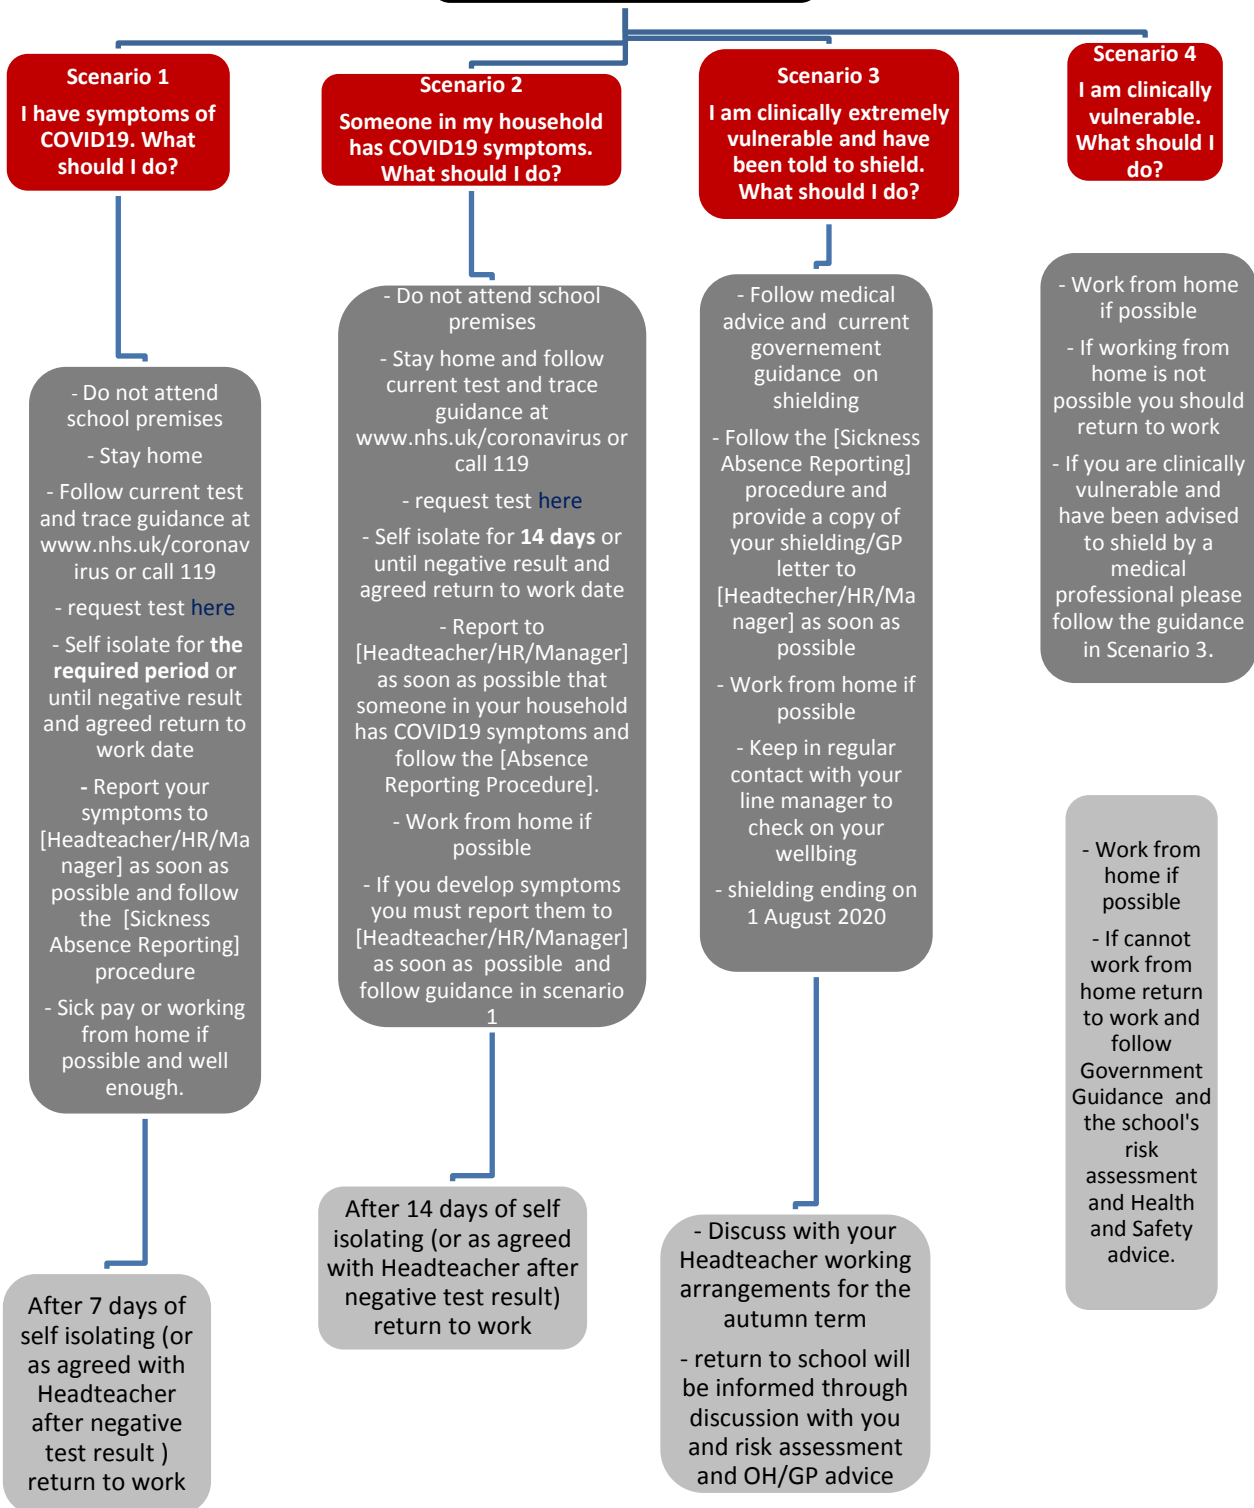 Scenario 1
I have symptoms of
COVID19. What
should I do?
- Do not attend
school premises
- Stay home
- Follow current test
and trace guidance at
www.nhs.uk/coronav
irus or call 119
- request test here
- Self isolate for the
required period or
until negative result
and agreed return to
work date
- Report your
symptoms to
[Headteacher/HR/Ma
nager] as soon as
possible and follow
the [Sickness
Absence Reporting]
procedure
- Sick pay or working
from home if
possible and well
enough.
After 7 days of
self isolating (or
as agreed with
Headteacher
after negative
test result )
return to work
Scenario 2
Someone in my household
has COVID19 symptoms.
What should I do?
- Do not attend school
premises
- Stay home and follow
current test and trace
guidance at
www.nhs.uk/coronavirus or
call 119
- request test here
- Self isolate for 14 days or
until negative result and
agreed return to work date
- Report to
[Headteacher/HR/Manager]
as soon as possible that
someone in your household
has COVID19 symptoms and
follow the [Absence
Reporting Procedure].
- Work from home if
possible
- If you develop symptoms
you must report them to
[Headteacher/HR/Manager]
as soon as possible and
follow guidance in scenario
1
After 14 days of self
isolating (or as agreed
with Headteacher after
negative test result)
return to work
Scenario 3
I am clinically extremely
vulnerable and have
been told to shield.
What should I do?
- Follow medical
advice and current
governement
guidance on
shielding
- Follow the [Sickness
Absence Reporting]
procedure and
provide a copy of
your shielding/GP
letter to
[Headtecher/HR/Ma
nager] as soon as
possible
- Work from home if
possible
- Keep in regular
contact with your
line manager to
check on your
wellbing
- shielding ending on
1 August 2020
- Discuss with your
Headteacher working
arrangements for the
autumn term
- return to school will
be informed through
discussion with you
and risk assessment
and OH/GP advice
Scenario 4
I am clinically
vulnerable.
What should I
do?
- Work from home
if possible
- If working from
home is not
possible you should
return to work
- If you are clinically
vulnerable and
have been advised
to shield by a
medical
professional please
follow the guidance
in Scenario 3.
- Work from
home if
possible
- If cannot
work from
home return
to work and
follow
Government
Guidance and
the school's
risk
assessment
and Health
and Safety
advice.